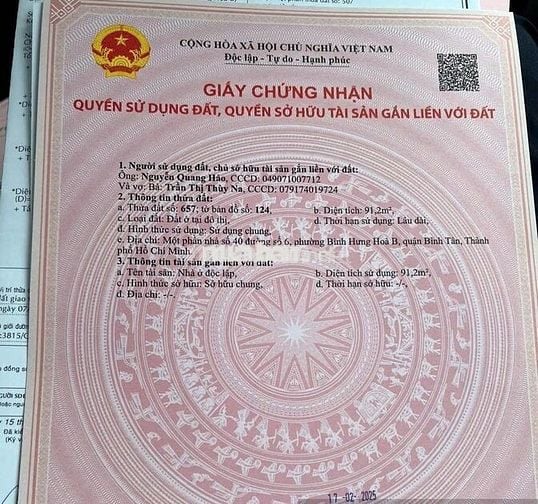 CỘNG HÒA XÃ HỘI CHỦ NGHĨA VIỆT NAM
Độc lập - Tự do - Hạnh phúc
GIẤY CHỨNG NHẬN
QUYỀN SỬ DỤNG ĐẤT, QUYỀN SỞ HỮU TÀI SẢN GẮN LIỀN VỚI ĐẤT
1. Người sử dụng đất, chủ sở hữu tài sản gắn liền với đất:
Ông: Nguyễn Quang Hảo, CCCD: 049071007712
Và vợ: Bà: Trần Thị Thùy Na, CCCD: 079174019724
2. Thông tin thửa đất:
a. Thửa đất số: 657, tờ bản đồ số: 124, b. Diện tích: 91,2m²,
c. Loại đất: Đất ở tại đô thị, d. Thời hạn sử dụng: Lâu dài,
đ. Hình thức sử dụng: Sử dụng chung,
e. Địa chỉ: Một phần nhà số 40 đường số 6, phường Bình Hưng Hoà B, quận Bình Tân, Thành
phố Hồ Chí Minh.
3. Thông tin tài sản gắn liền với đất:
a. Tên tài sản: Nhà ở độc lập, b. Diện tích sử dụng: 91,2m²,
c. Hình thức sở hữu: Sở hữu chung, d. Thời hạn sở hữu: -/-,
đ. Địa chỉ: -/-.
17-02-2025